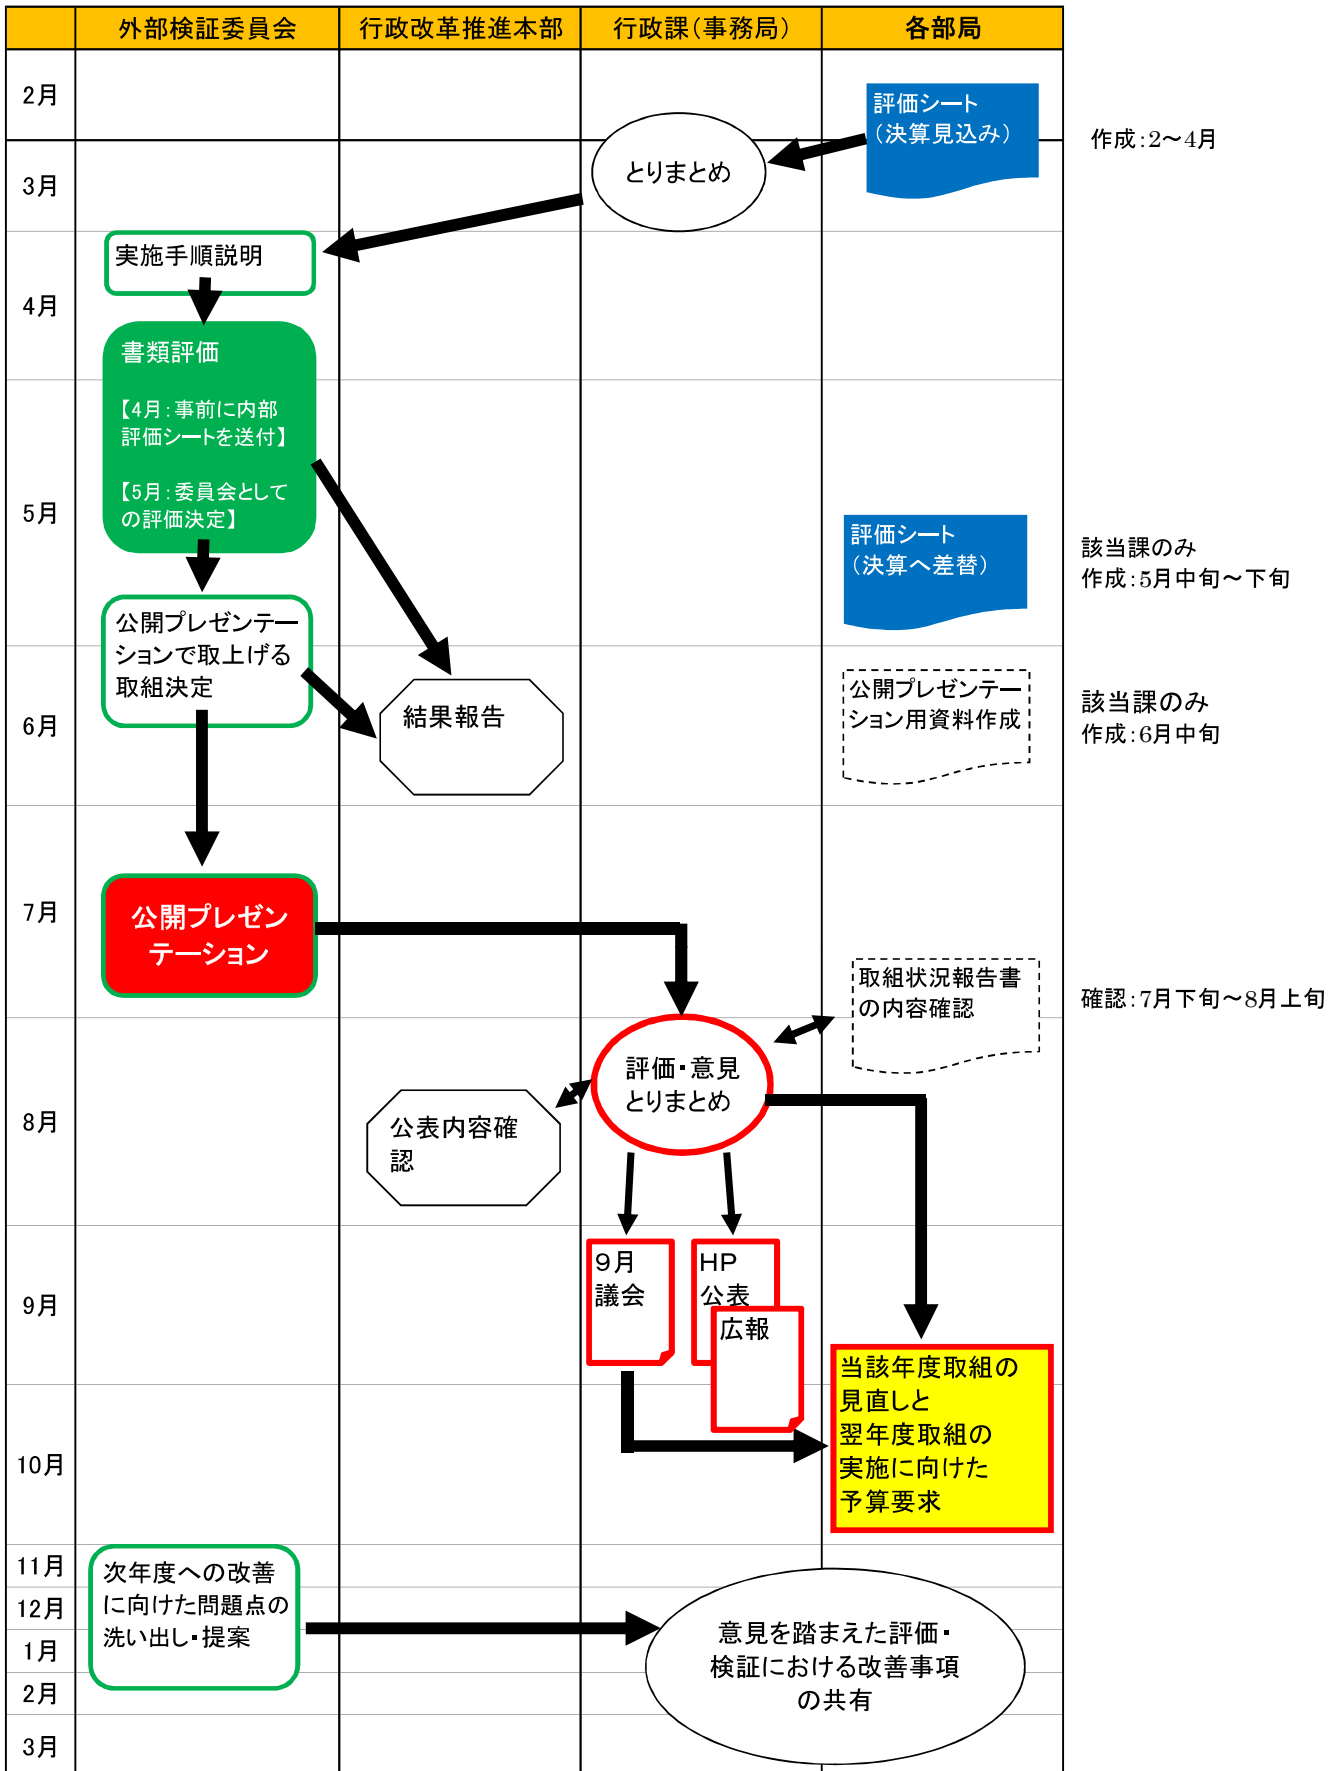 外部検証委員会
行政改革推進本部
行政課(事務局)
各部局
2月
評価シート
(決算見込み)
作成:2～4月
とりまとめ
3月
実施手順説明
4月
書類評価
【4月:事前に内部
評価シートを送付】
【5月:委員会として
の評価決定】
5月
評価シート
(決算へ差替)
該当課のみ
作成:5月中旬～下旬
公開プレゼンテー
ションで取上げる
取組決定
6月
結果報告
公開プレゼンテー
ション用資料作成
該当課のみ
作成:6月中旬
7月
公開プレゼン
テーション
取組状況報告書
の内容確認
確認:7月下旬～8月上旬
8月
評価・意見
とりまとめ
公表内容確
認
9月
9月
議会
HP
公表
広報
当該年度取組の
見直しと
翌年度取組の
実施に向けた
予算要求
10月
11月
12月
1月
2月
3月
次年度への改善
に向けた問題点の
洗い出し・提案
意見を踏まえた評価・
検証における改善事項
の共有